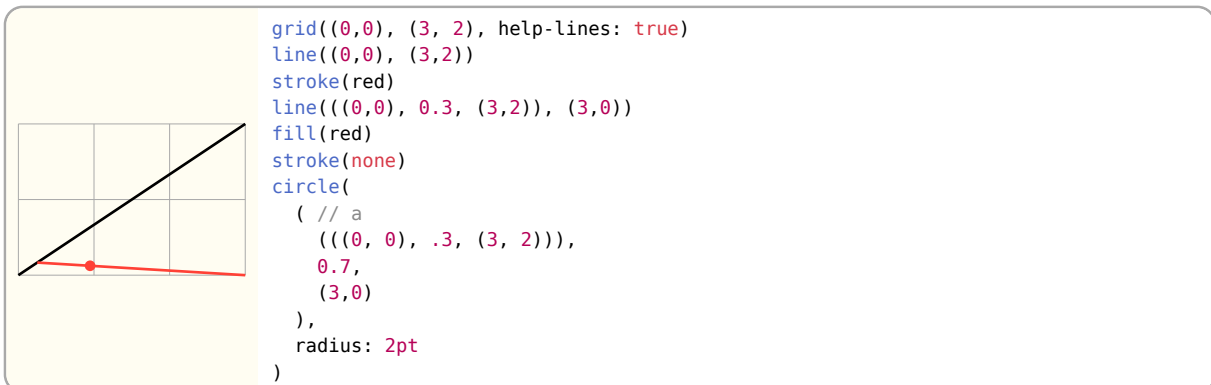 grid((0,0), (3, 2), help-lines: true)
line((0,0), (3,2))
stroke(red)
line(((0,0), 0.3, (3,2)), (3,0))
fill(red)
stroke(none)
circle(
  ( // a
    (((0, 0), .3, (3, 2))),
    0.7,
    (3,0)
  ),
  radius: 2pt
)